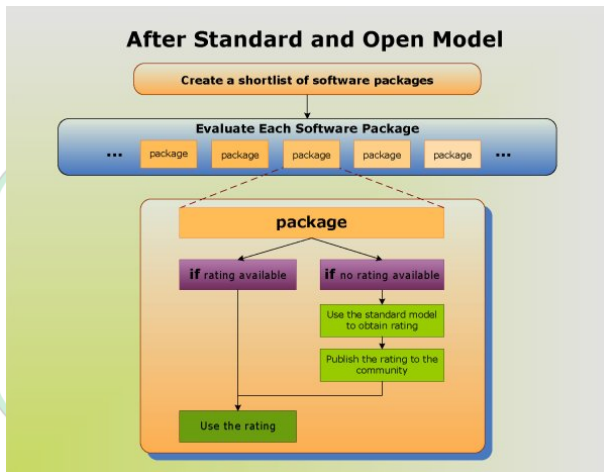 After Standard and Open Model
Create a shortlist of software packages
Evaluate Each Software Package
... package package package package package ...
package
if rating available
if no rating available
Use the standard model
to obtain rating
Publish the rating to the
community
Use the rating